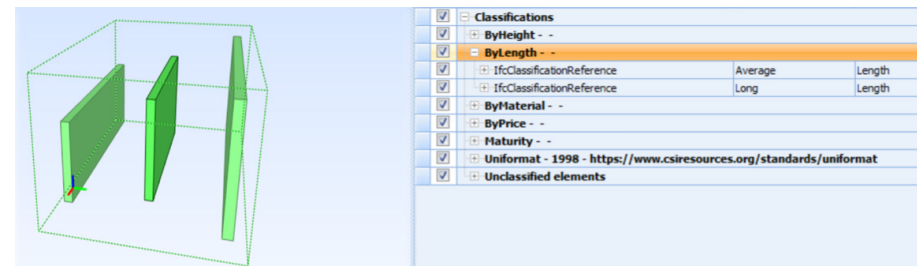 Classifications
ByHeight - -
ByLength - -
IfcClassificationReference Average Length
IfcClassificationReference Long Length
ByMaterial - -
ByPrice - -
Maturity - -
Uniformat - 1998 - https://www.csiresources.org/standards/uniformat
Unclassified elements